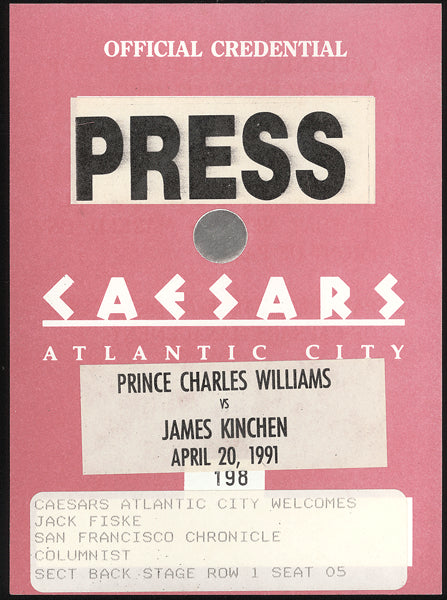 OFFICIAL CREDENTIAL
PRESS
CAESARS
ATLANTIC CITY
PRINCE CHARLES WILLIAMS
VS
JAMES KINCHEN
APRIL 20, 1991
198
CAESARS ATLANTIC CITY WELCOMES
JACK FISKE
SAN FRANCISCO CHRONICLE
COLUMNIST
SECT BACK STAGE ROW 1 SEAT 05